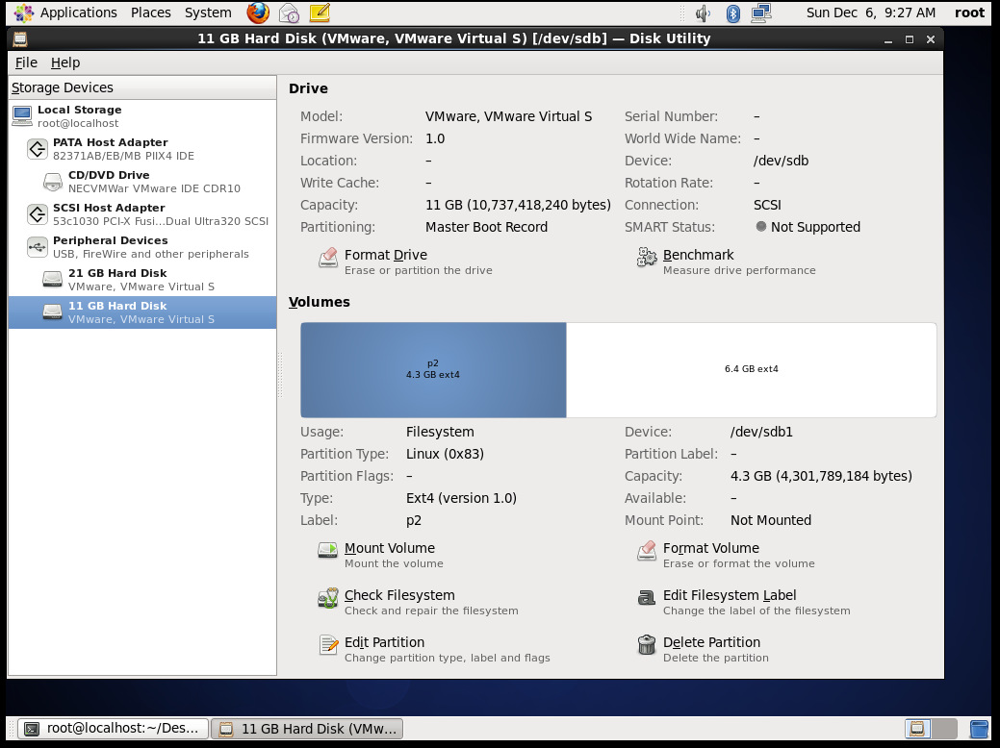 Applications Places System Sun Dec 6, 9:27 AM root
11 GB Hard Disk (VMware, VMware Virtual S) [/dev/sdb] — Disk Utility
File Help
Storage Devices
Local Storage
root@localhost
PATA Host Adapter
82371AB/EB/MB PIIX4 IDE
CD/DVD Drive
NECVMWar VMware IDE CDR10
SCSI Host Adapter
53c1030 PCI-X Fusi...Dual Ultra320 SCSI
Peripheral Devices
USB, FireWire and other peripherals
21 GB Hard Disk
VMware, VMware Virtual S
11 GB Hard Disk
VMware, VMware Virtual S
Drive
Model: VMware, VMware Virtual S Serial Number: –
Firmware Version: 1.0 World Wide Name: –
Location: – Device: /dev/sdb
Write Cache: – Rotation Rate: –
Capacity: 11 GB (10,737,418,240 bytes) Connection: SCSI
Partitioning: Master Boot Record SMART Status: Not Supported
Format Drive Benchmark
Erase or partition the drive Measure drive performance
Volumes
p2
4.3 GB ext4 6.4 GB ext4
Usage: Filesystem Device: /dev/sdb1
Partition Type: Linux (0x83) Partition Label: –
Partition Flags: – Capacity: 4.3 GB (4,301,789,184 bytes)
Type: Ext4 (version 1.0) Available: –
Label: p2 Mount Point: Not Mounted
Mount Volume Format Volume
Mount the volume Erase or format the volume
Check Filesystem Edit Filesystem Label
Check and repair the filesystem Change the label of the filesystem
Edit Partition Delete Partition
Change partition type, label and flags Delete the partition
root@localhost:~/Des... 11 GB Hard Disk (VMw...